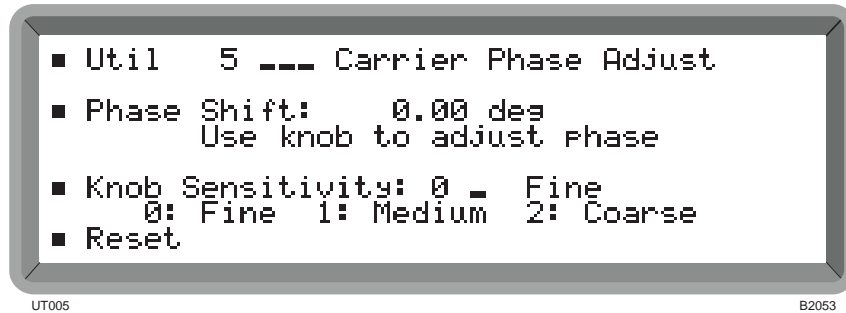 ■ Util 5 ___ Carrier Phase Adjust
■ Phase Shift: 0.00 deg
Use knob to adjust phase
■ Knob Sensitivity: 0 _ Fine
0: Fine 1: Medium 2: Coarse
■ Reset
UT005 B2053